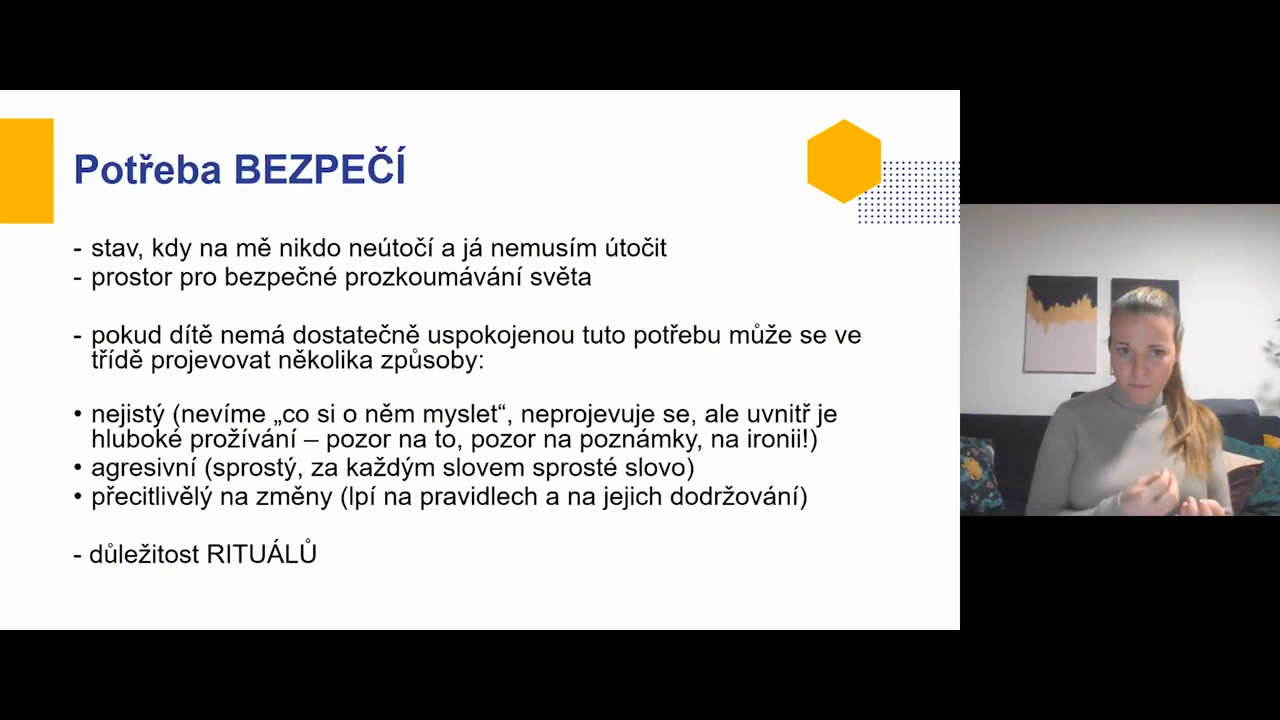 Potřeba BEZPEČÍ
- stav, kdy na mě nikdo neútočí a já nemusím útočit
- prostor pro bezpečné prozkoumávání světa
- pokud dítě nemá dostatečně uspokojenou tuto potřebu může se ve
třídě projevovat několika způsoby:
• nejistý (nevíme „co si o něm myslet“, neprojevuje se, ale uvnitř je
hluboké prožívání – pozor na to, pozor na poznámky, na ironii!)
• agresivní (sprostý, za každým slovem sprosté slovo)
• přecitlivělý na změny (lpí na pravidlech a na jejich dodržování)
- důležitost RITUÁLŮ